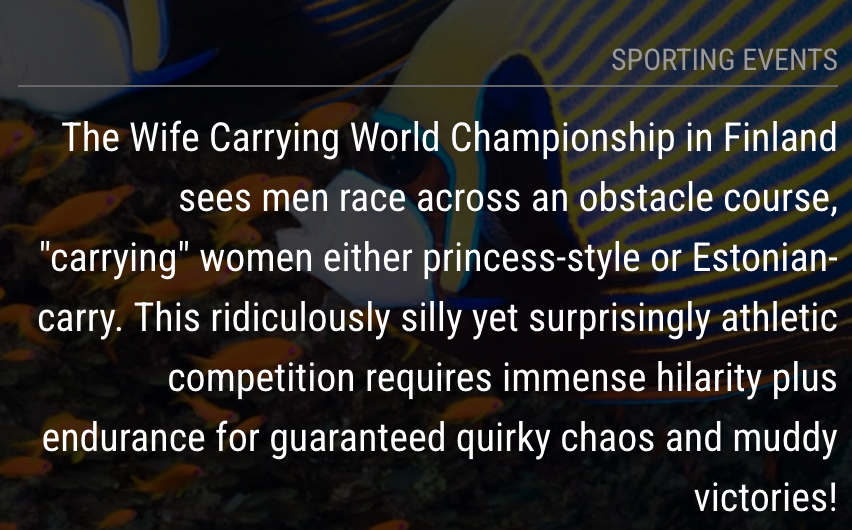 SPORTING EVENTS
The Wife Carrying World Championship in Finland
sees men race across an obstacle course,
"carrying" women either princess-style or Estonian-
carry. This ridiculously silly yet surprisingly athletic
competition requires immense hilarity plus
endurance for guaranteed quirky chaos and muddy
victories!